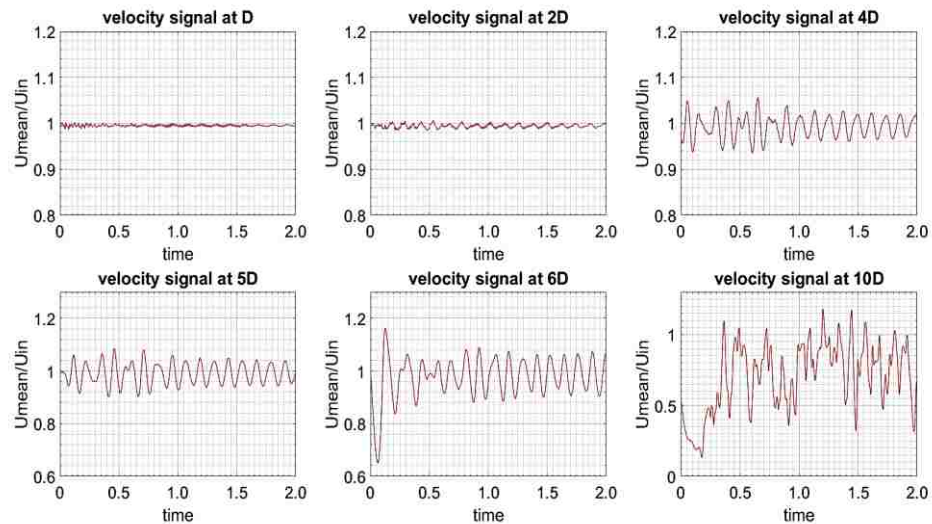 velocity signal at D
Umean/Uin
1.2
1.1
1
0.9
0.8
0 0.5 1.0 1.5 2.0
time
velocity signal at 2D
Umean/Uin
1.2
1.1
1
0.9
0.8
0 0.5 1.0 1.5 2.0
time
velocity signal at 4D
Umean/Uin
1.2
1.1
1
0.9
0.8
0 0.5 1.0 1.5 2.0
time
velocity signal at 5D
Umean/Uin
1.2
1
0.8
0.6
0 0.5 1.0 1.5 2.0
time
velocity signal at 6D
Umean/Uin
1.2
1
0.8
0.6
0 0.5 1.0 1.5 2.0
time
velocity signal at 10D
Umean/Uin
1
0.5
0
0 0.5 1.0 1.5 2.0
time